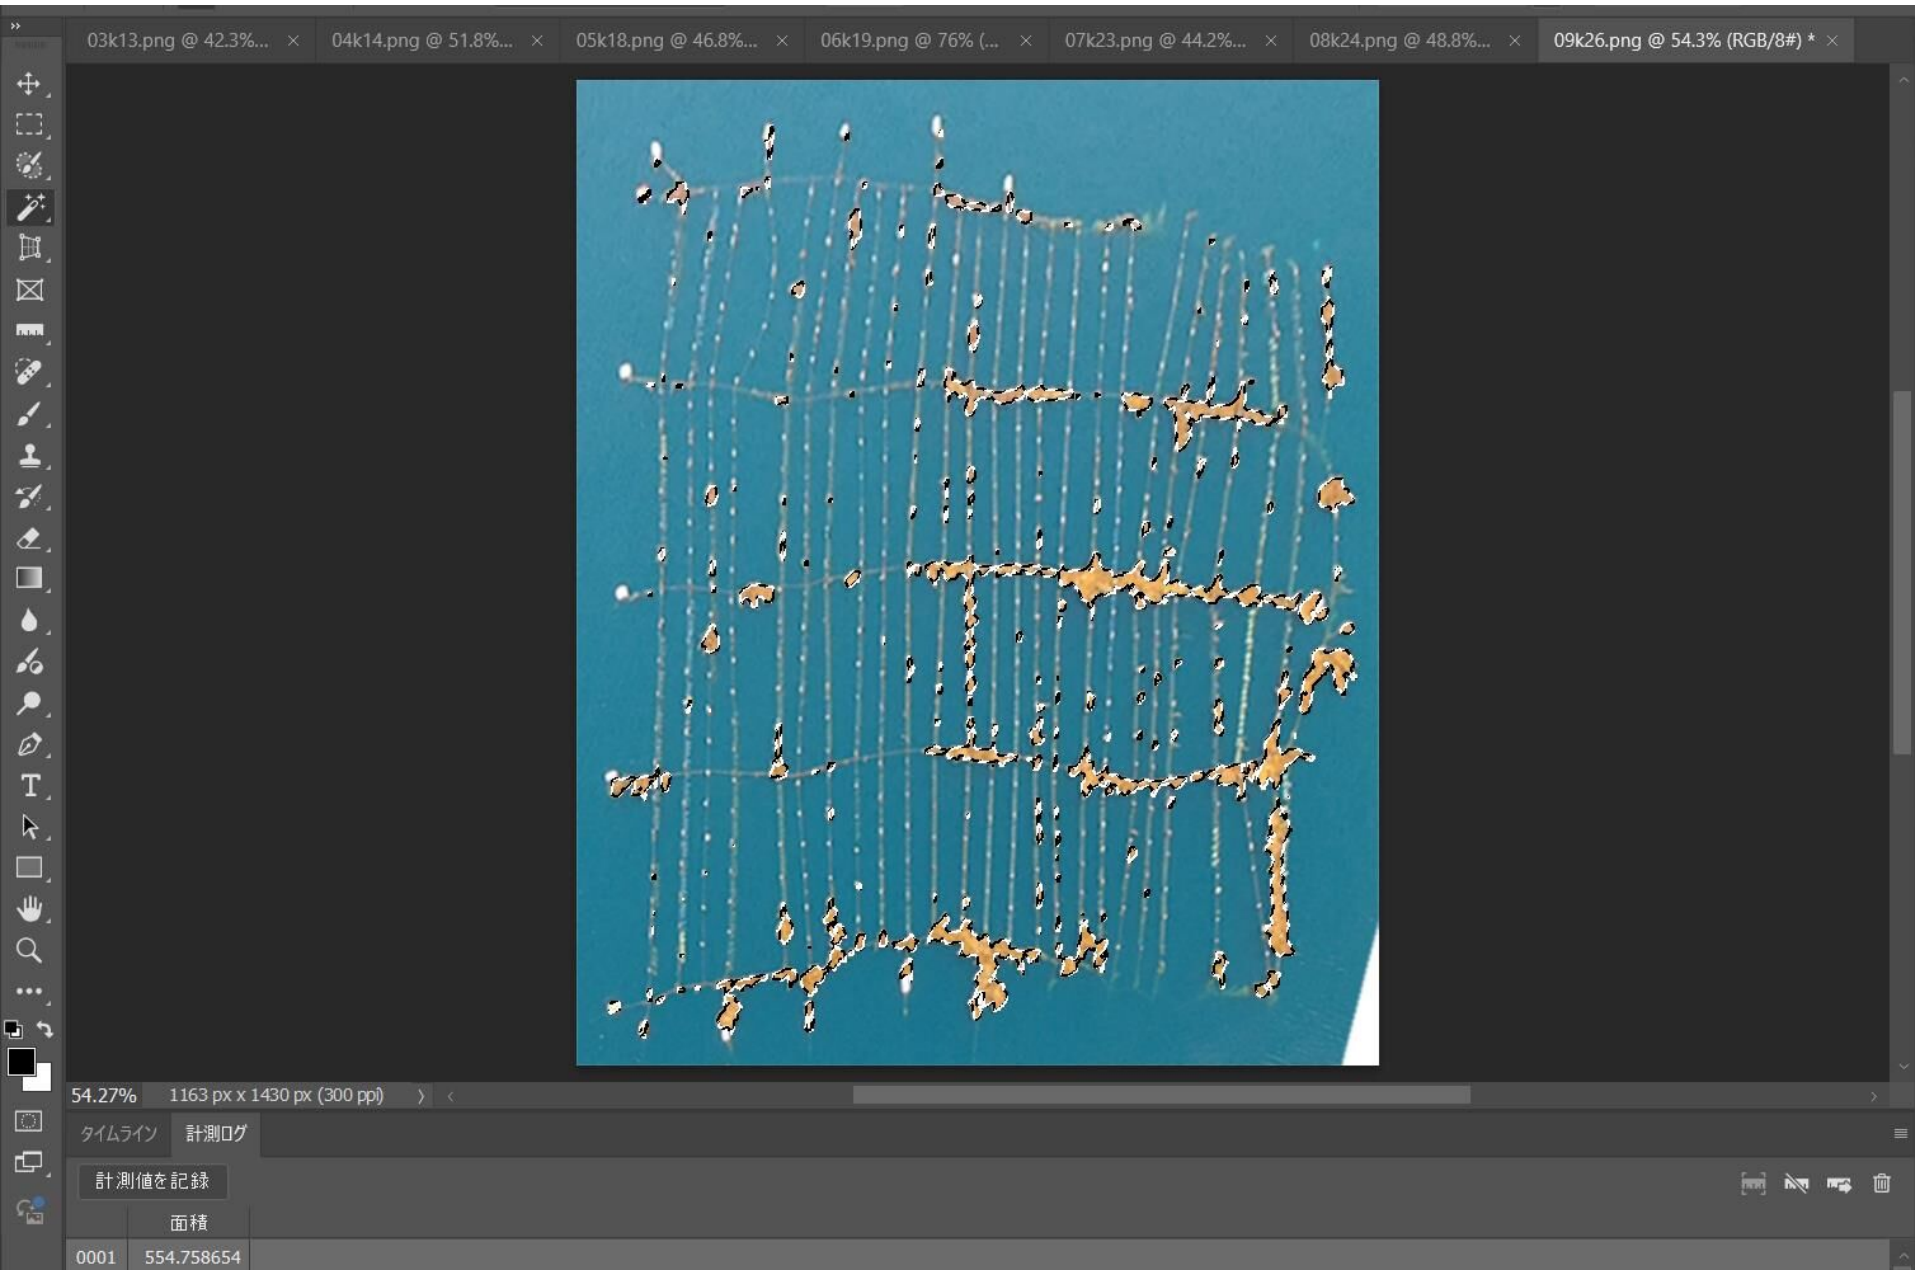 03k13.png @ 42.3%... × 04k14.png @ 51.8%... × 05k18.png @ 46.8%... × 06k19.png @ 76% (... × 07k23.png @ 44.2%... × 08k24.png @ 48.8%... × 09k26.png @ 54.3% (RGB/8#) * ×
54.27% 1163 px x 1430 px (300 ppi)
タイムライン 計測ログ
計測値を記録
面積
0001 554.758654